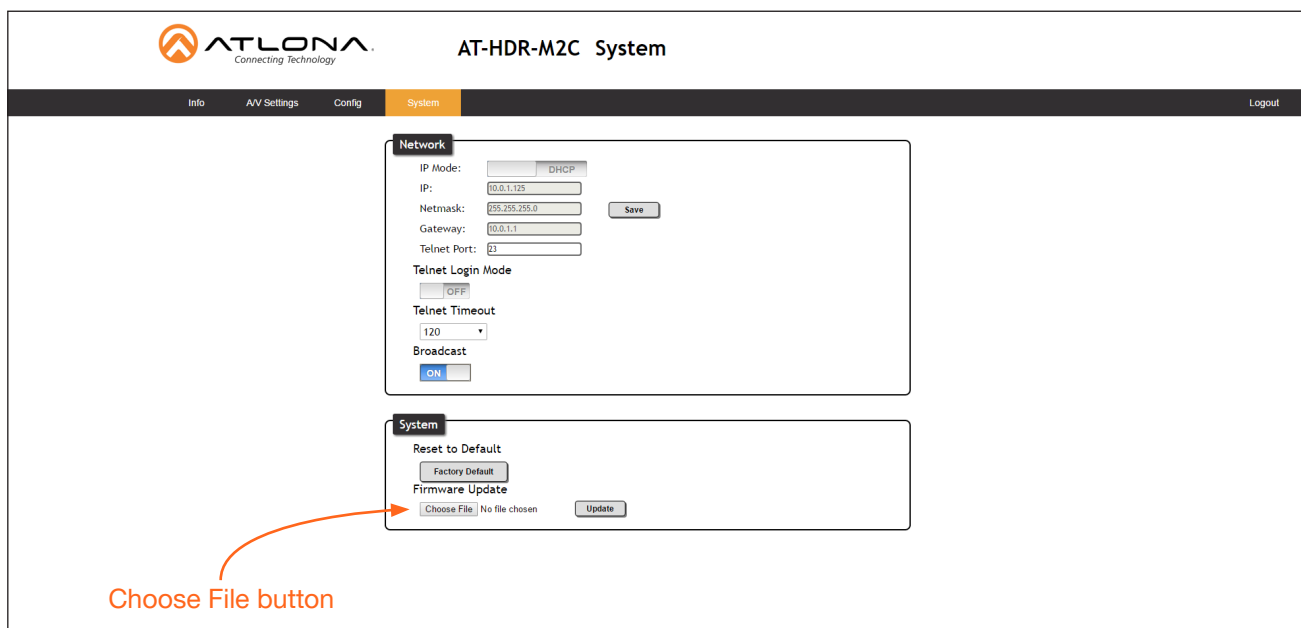 ATLONA.
Connecting Technology
AT-HDR-M2C System
Info A/V Settings Config System Logout
Network
IP Mode: DHCP
IP: 10.0.1.125
Netmask: 255.255.255.0 Save
Gateway: 10.0.1.1
Telnet Port: 23
Telnet Login Mode
OFF
Telnet Timeout
120
Broadcast
ON
System
Reset to Default
Factory Default
Firmware Update
Choose File No file chosen Update
Choose File button